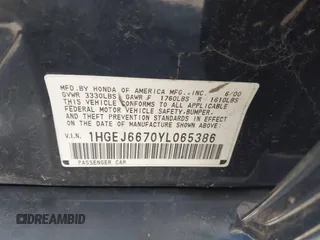 MFD.BY HONDA OF AMERICA MFG.,INC. 6/00
GVWR 3330LBS GAWR F 1760LBS R 1610LBS
THIS VEHICLE CONFORMS TO ALL APPLICABLE
FEDERAL MOTOR VEHICLE SAFETY,BUMPER,
AND THEFT PREVENTION STANDARDS IN EFFECT
ON THE DATE OF MANUFACTURE SHOWN ABOVE.
V.I.N. 1HGEJ6670YL065386
PASSENGER CAR
DREAMBID